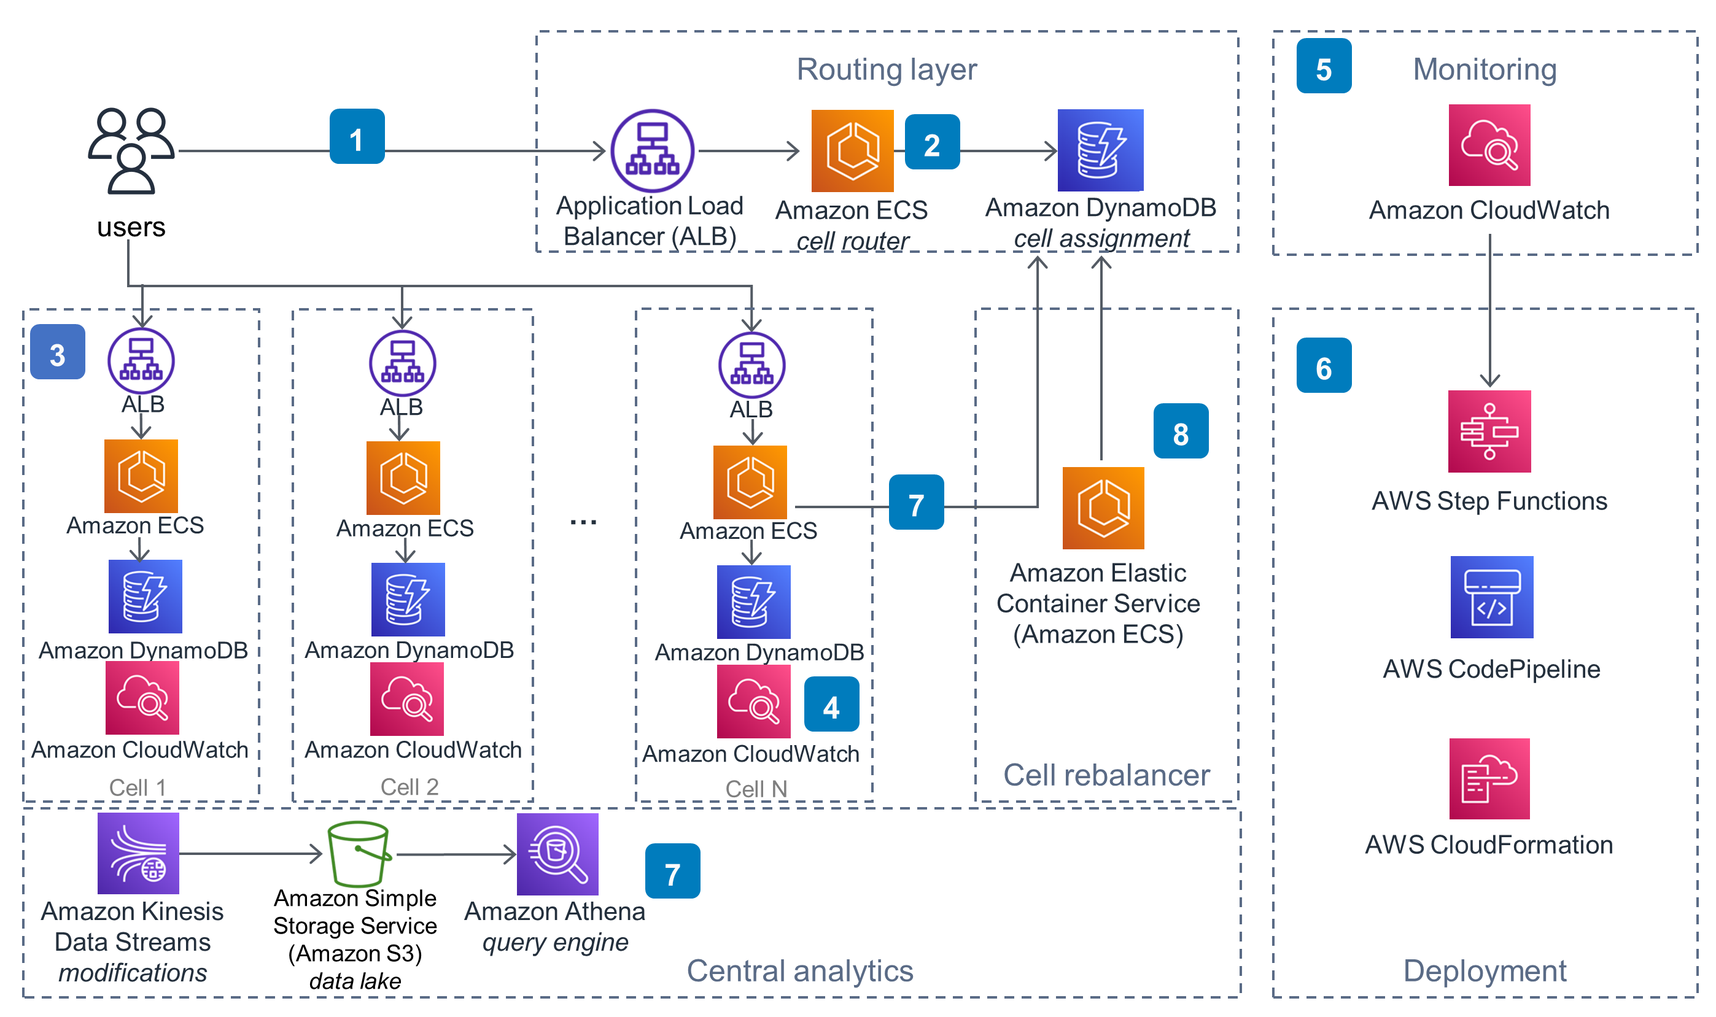 Routing layer
5
Monitoring
1
2
users
Application Load
Balancer (ALB)
Amazon ECS
cell router
Amazon DynamoDB
cell assignment
Amazon CloudWatch
3
ALB
Amazon ECS
Amazon DynamoDB
Amazon CloudWatch
Cell 1
ALB
Amazon ECS
Amazon DynamoDB
Amazon CloudWatch
Cell 2
...
ALB
Amazon ECS
Amazon DynamoDB
4
Amazon CloudWatch
Cell N
7
8
Amazon Elastic
Container Service
(Amazon ECS)
Cell rebalancer
6
AWS Step Functions
AWS CodePipeline
AWS CloudFormation
Deployment
Amazon Kinesis
Data Streams
modifications
Amazon Simple
Storage Service
(Amazon S3)
data lake
Amazon Athena
query engine
7
Central analytics